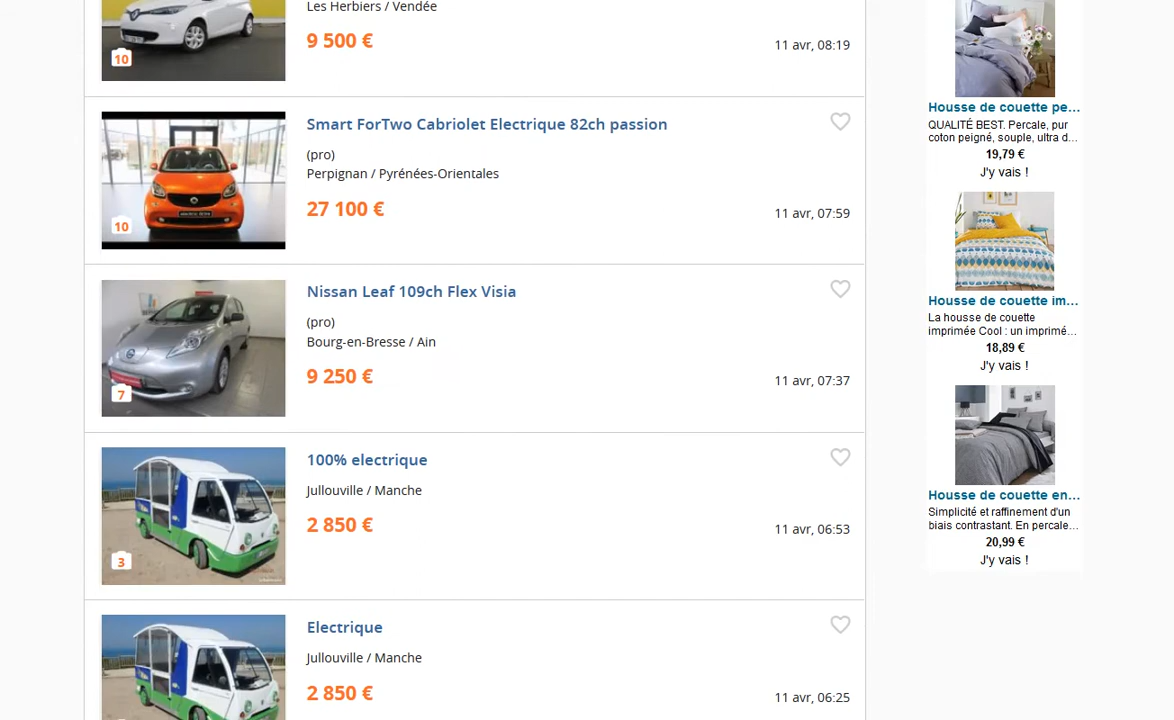 Les Herbiers / Vendée
9 500 €
11 avr, 08:19
10
Smart ForTwo Cabriolet Electrique 82ch passion
(pro)
Perpignan / Pyrénées-Orientales
27 100 €
11 avr, 07:59
10
Nissan Leaf 109ch Flex Visia
(pro)
Bourg-en-Bresse / Ain
9 250 €
11 avr, 07:37
7
100% electrique
Jullouville / Manche
2 850 €
11 avr, 06:53
3
Electrique
Jullouville / Manche
2 850 €
11 avr, 06:25
Housse de couette pe...
QUALITÉ BEST. Percale, pur
coton peigné, souple, ultra d...
19,79 €
J'y vais !
Housse de couette im...
La housse de couette
imprimée Cool : un imprimé...
18,89 €
J'y vais !
Housse de couette en...
Simplicité et raffinement d'un
biais contrastant. En percale...
20,99 €
J'y vais !